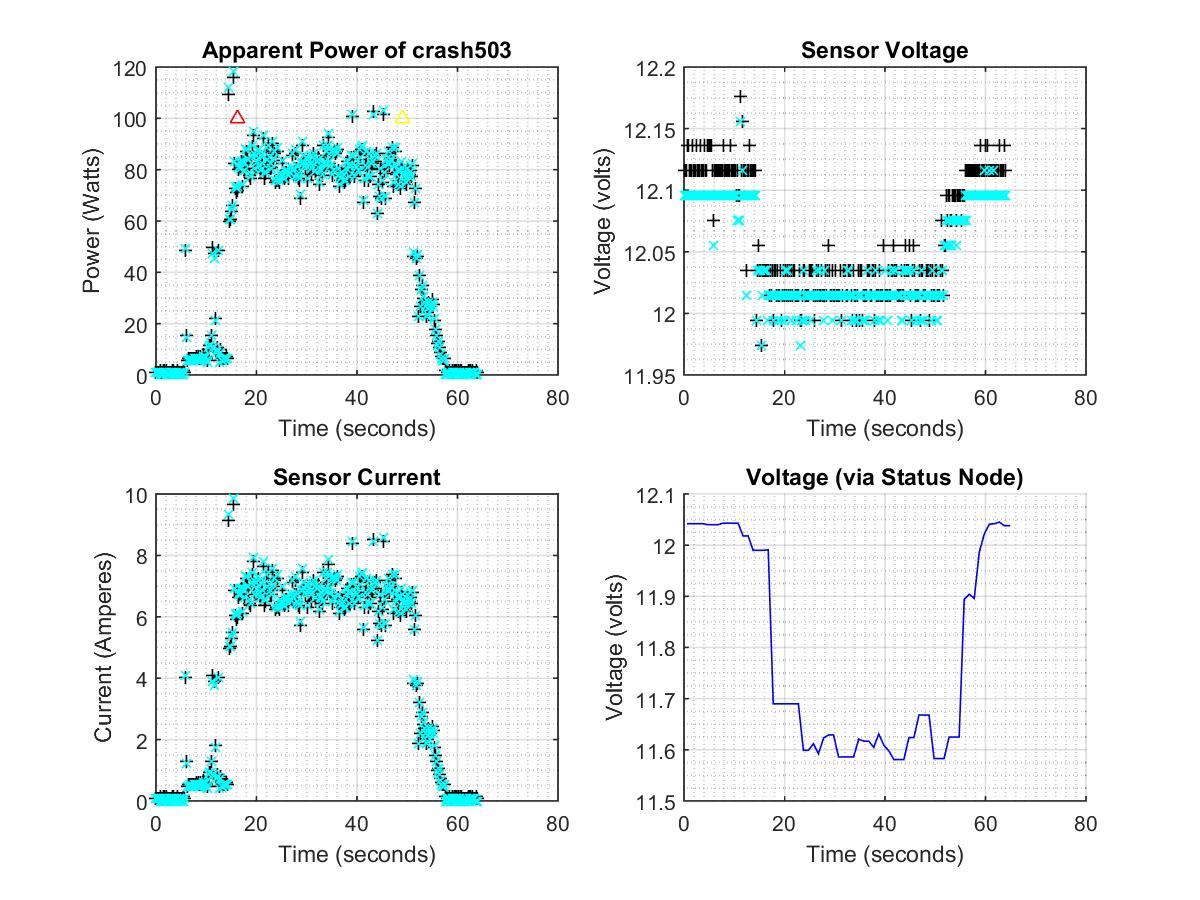 Apparent Power of crash503
120
100
80
60
40
20
0
Power (Watts)
0 20 40 60 80
Time (seconds)
Sensor Voltage
12.2
12.15
12.1
12.05
12
11.95
Voltage (volts)
0 20 40 60 80
Time (seconds)
Sensor Current
10
8
6
4
2
0
Current (Amperes)
0 20 40 60 80
Time (seconds)
Voltage (via Status Node)
12.1
12
11.9
11.8
11.7
11.6
11.5
Voltage (volts)
0 20 40 60 80
Time (seconds)